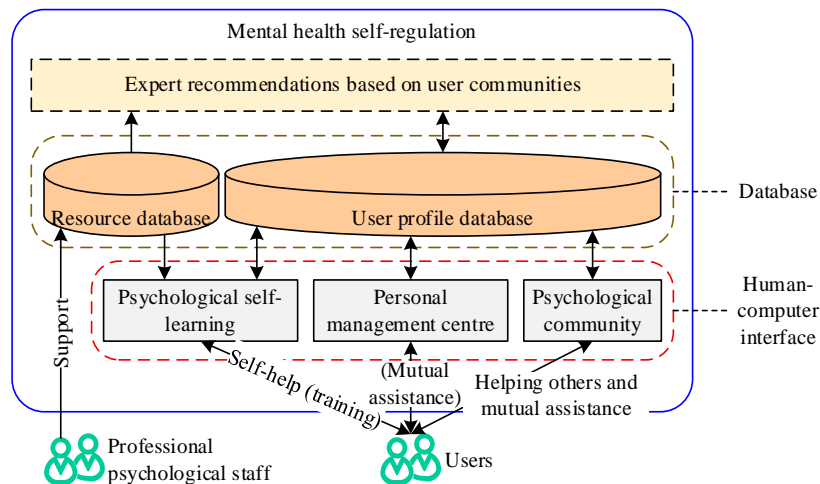 Mental health self-regulation
Expert recommendations based on user communities
Resource database
User profile database
Database
Psychological self-
learning
Personal
management centre
Psychological
community
Human-
computer
interface
Support
Self-help (training)
(Mutual
assistance)
Helping others and
mutual assistance
Professional
psychological staff
Users